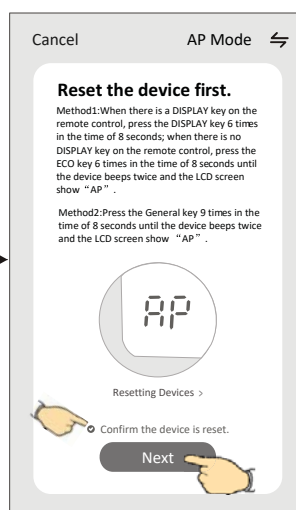 Cancel AP Mode
Reset the device first.
Method1:When there is a DISPLAY key on the
remote control, press the DISPLAY key 6 times
in the time of 8 seconds; when there is no
DISPLAY key on the remote control, press the
ECO key 6 times in the time of 8 seconds until
the device beeps twice and the LCD screen
show “AP”.
Method2:Press the General key 9 times in the
time of 8 seconds until the device beeps twice
and the LCD screen show “AP”.
AP
Resetting Devices >
Confirm the device is reset.
Next